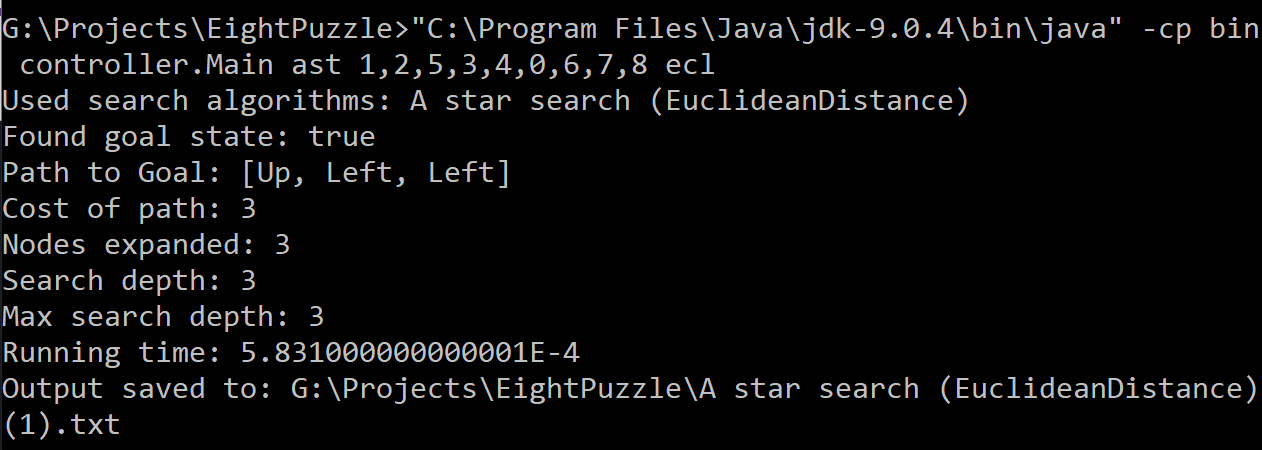 G:\Projects\EightPuzzle>"C:\Program Files\Java\jdk-9.0.4\bin\java" -cp bin
controller.Main ast 1,2,5,3,4,0,6,7,8 ecl
Used search algorithms: A star search (EuclideanDistance)
Found goal state: true
Path to Goal: [Up, Left, Left]
Cost of path: 3
Nodes expanded: 3
Search depth: 3
Max search depth: 3
Running time: 5.831000000000001E-4
Output saved to: G:\Projects\EightPuzzle\A star search (EuclideanDistance)
(1).txt